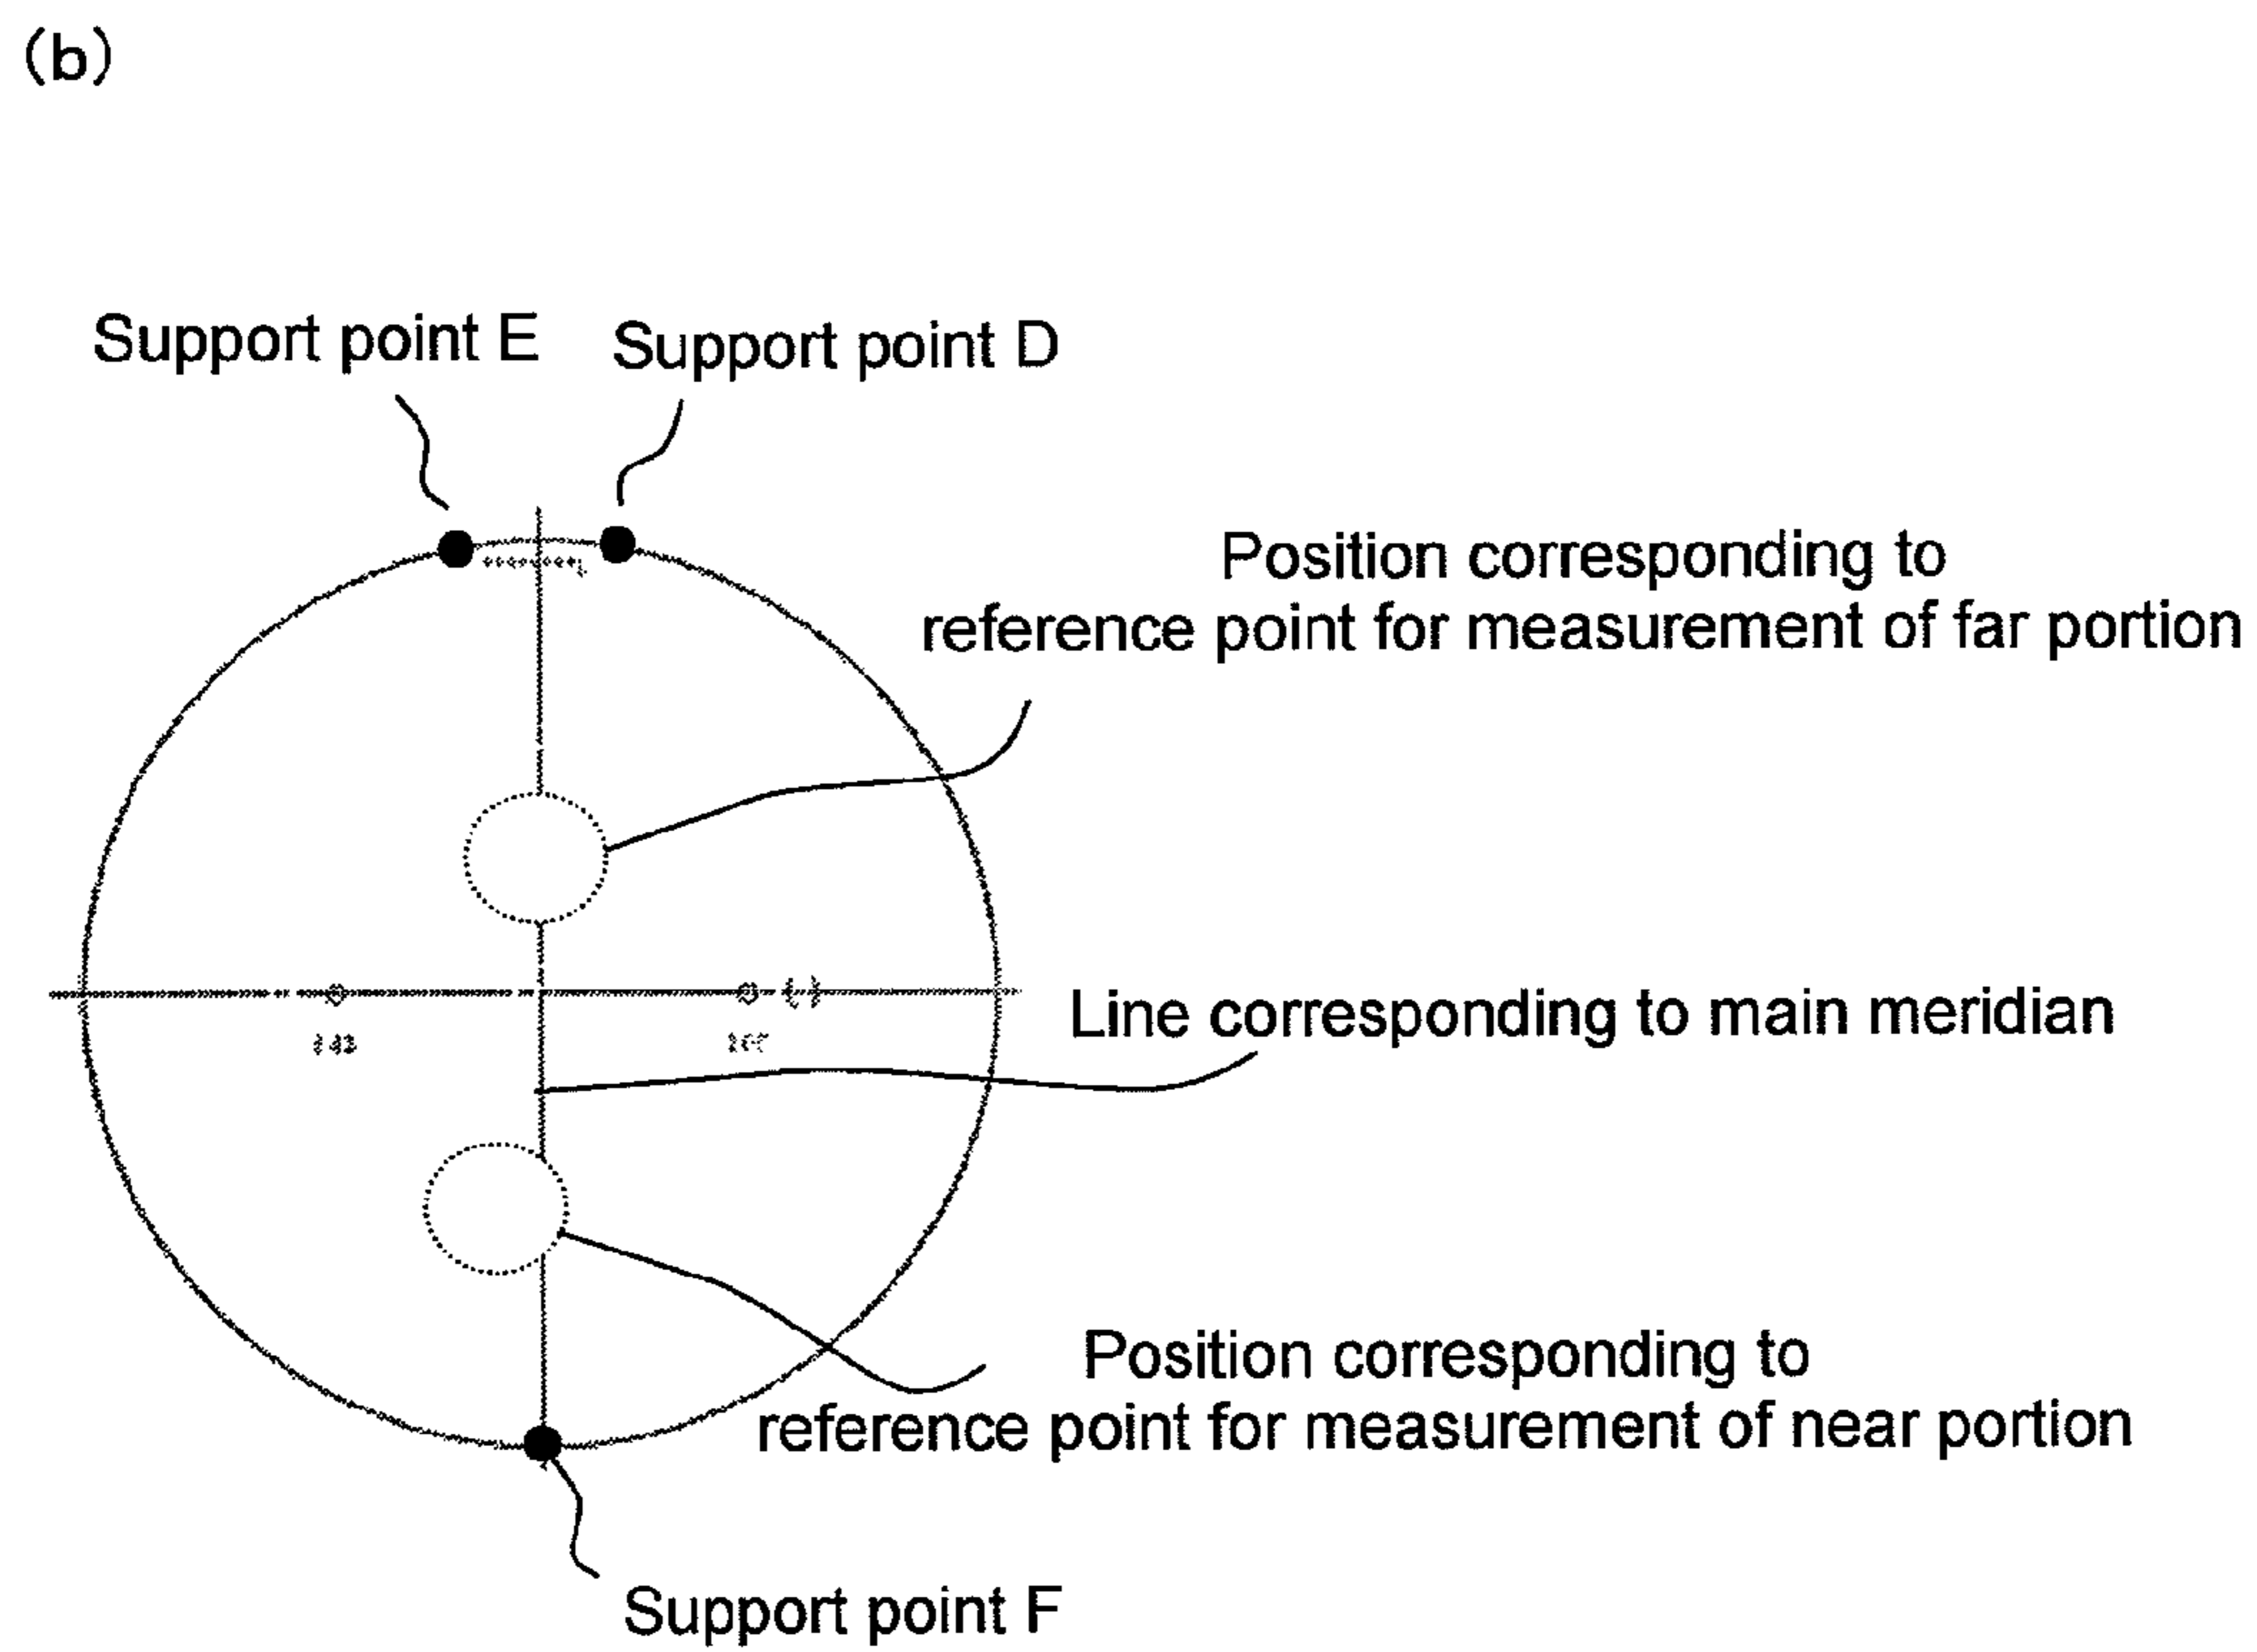 (b)
Support point E
Support point D
Position corresponding to
reference point for measurement of far portion
Line corresponding to main meridian
Position corresponding to
reference point for measurement of near portion
Support point F